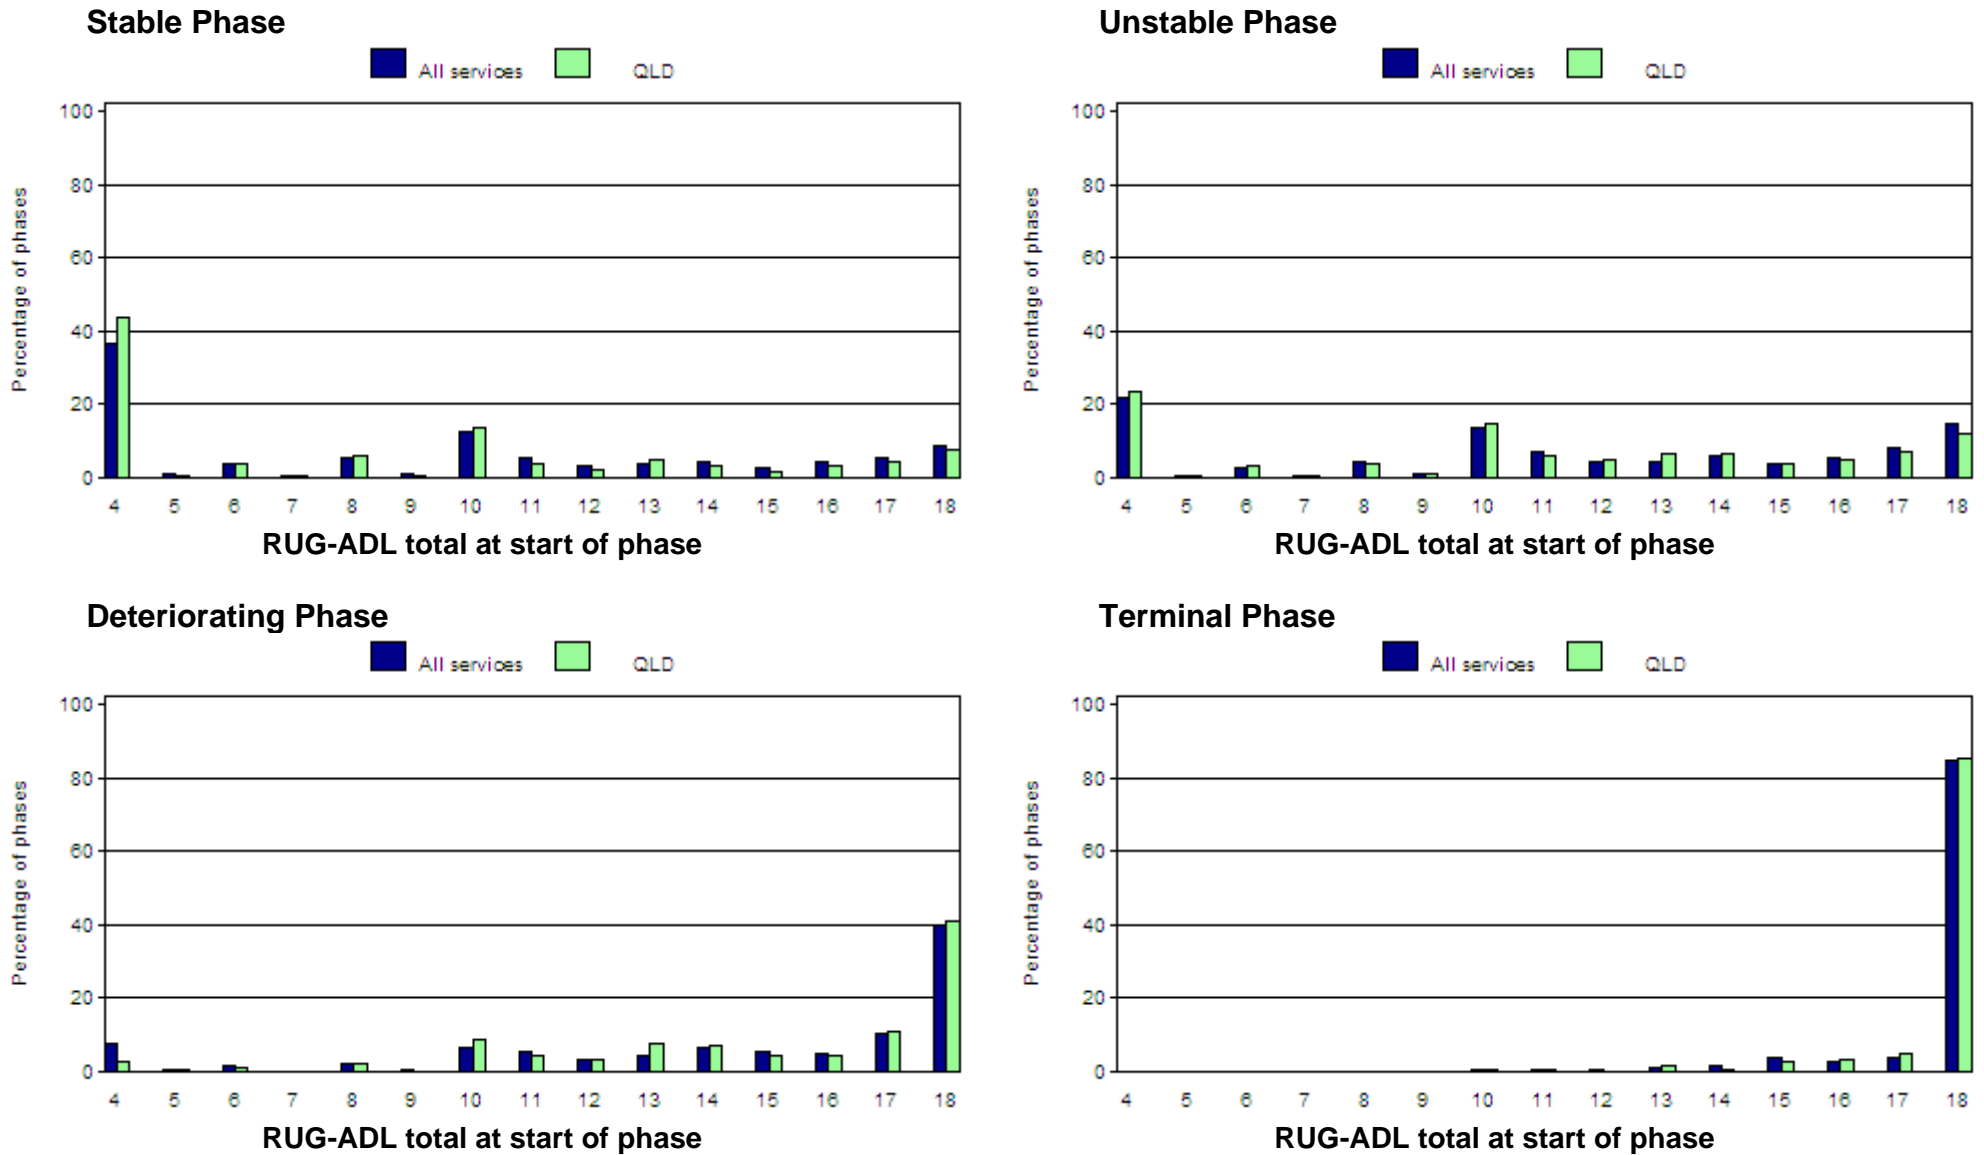 Stable Phase
All services QLD
Percentage of phases
100
80
60
40
20
0
4 5 6 7 8 9 10 11 12 13 14 15 16 17 18
RUG-ADL total at start of phase
Unstable Phase
All services QLD
Percentage of phases
100
80
60
40
20
0
4 5 6 7 8 9 10 11 12 13 14 15 16 17 18
RUG-ADL total at start of phase
Deteriorating Phase
All services QLD
Percentage of phases
100
80
60
40
20
0
4 5 6 7 8 9 10 11 12 13 14 15 16 17 18
RUG-ADL total at start of phase
Terminal Phase
All services QLD
Percentage of phases
100
80
60
40
20
0
4 5 6 7 8 9 10 11 12 13 14 15 16 17 18
RUG-ADL total at start of phase